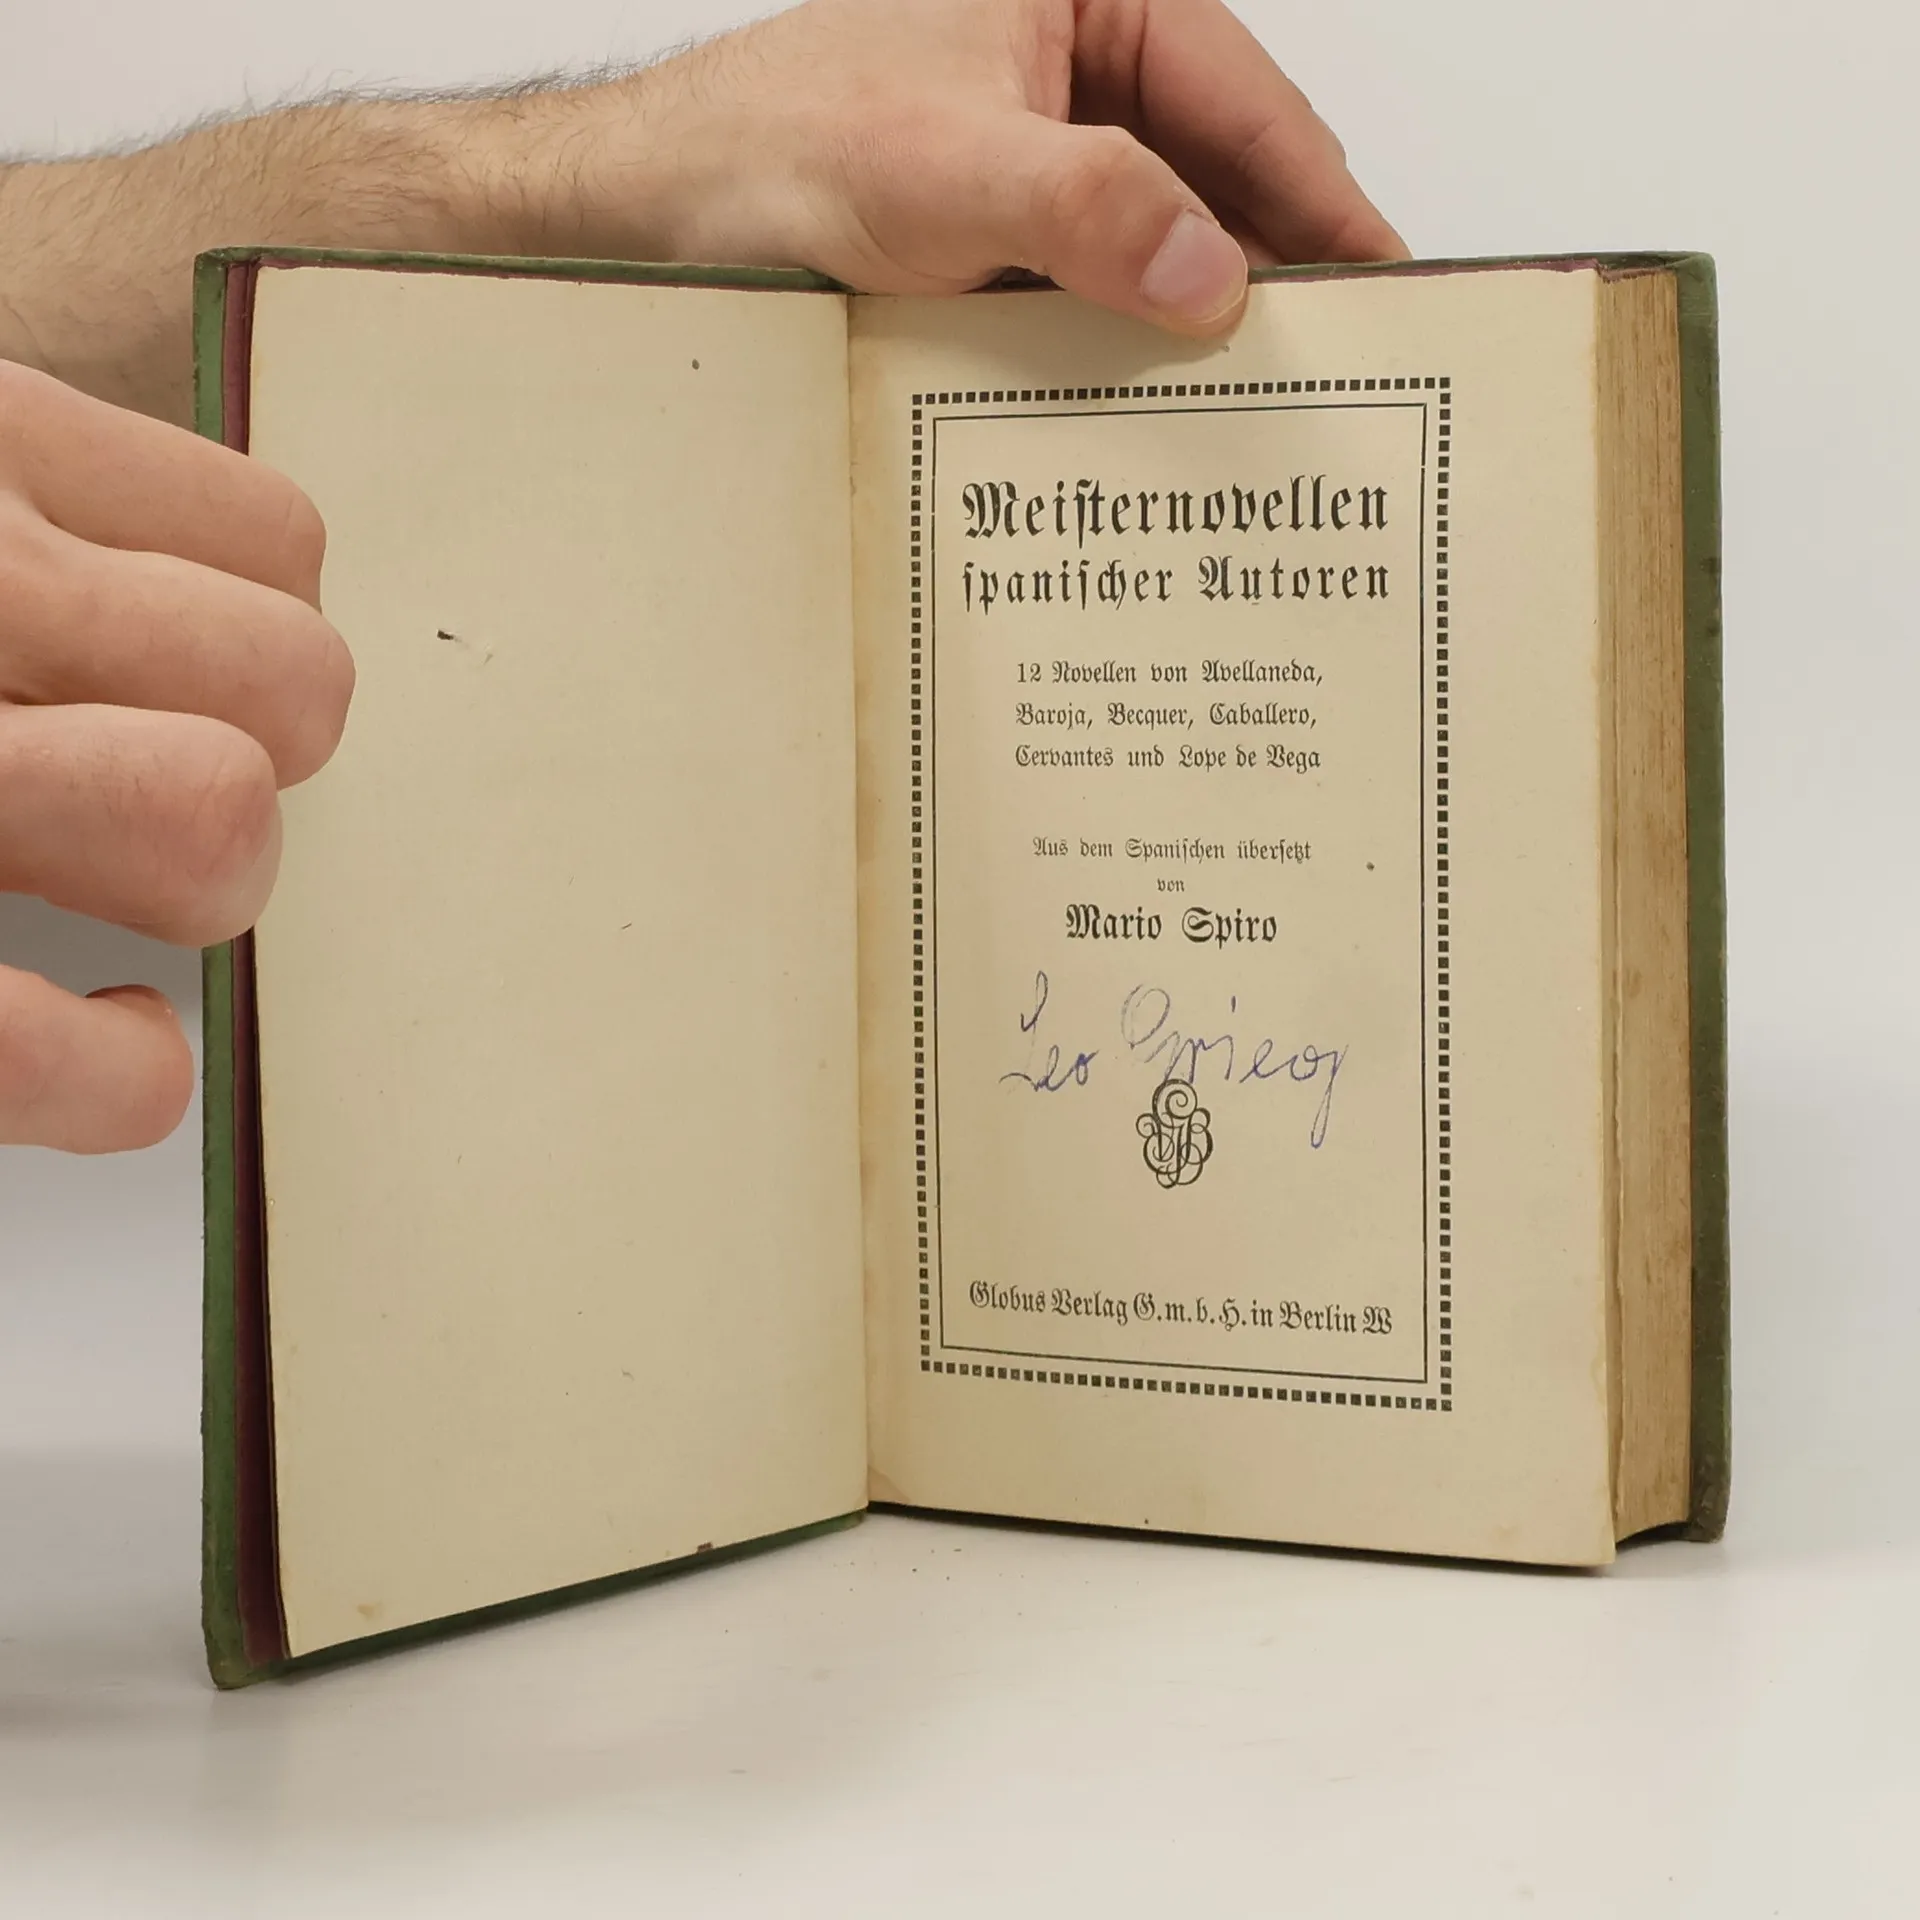 Meiſternovellen
ſpaniſcher Autoren
12 Novellen von Avellaneda,
Baroja, Becquer, Caballero,
Cervantes und Lope de Vega
Aus dem Spaniſchen überſetzt
von
Mario Spiro
Leo
Globus Verlag G.m.b.H. in Berlin W